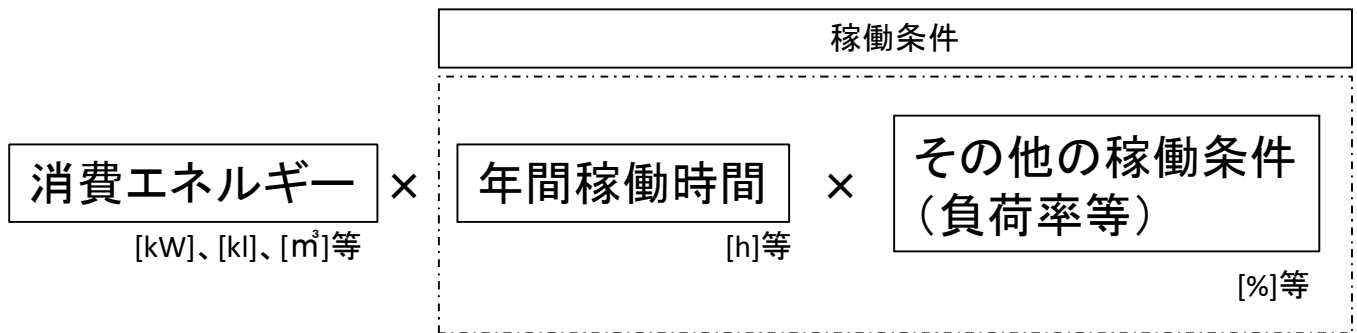 稼働条件
消費エネルギー × 年間稼働時間 × その他の稼働条件
（負荷率等）
[kW]、[kl]、[㎥]等 [h]等
[%]等